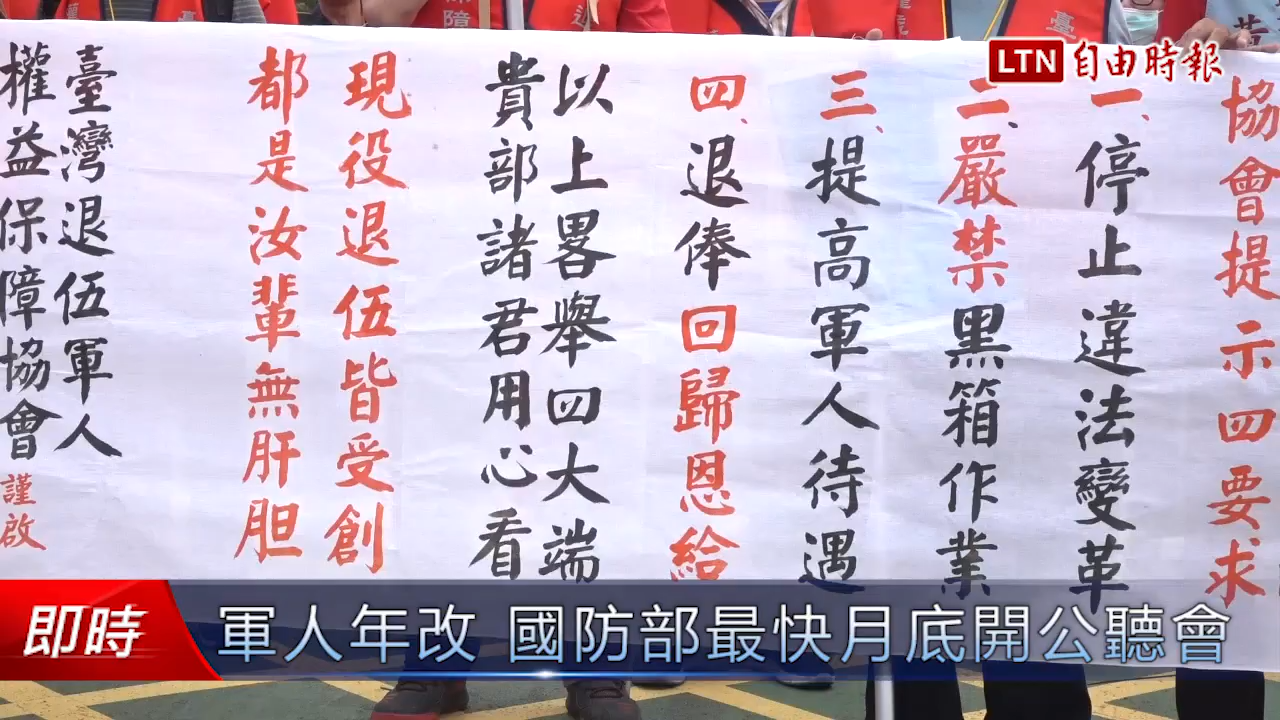 LTN 自由時報
協會提示四要求
一、停止違法變革
二、嚴禁黑箱作業
三、提高軍人待遇
四、退俸回歸恩給
以上畧舉四大端
貴部諸君用心看
現役退伍皆受創
都是汝輩無肝胆
臺灣退伍軍人
權益保障協會謹啟
即時
軍人年改 國防部最快月底開公聽會